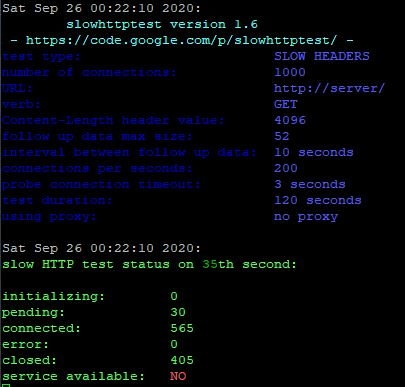 Sat Sep 26 00:22:10 2020:
slowhttptest version 1.6
- https://code.google.com/p/slowhttptest/ -
test type: SLOW HEADERS
number of connections: 1000
URL: http://server/
verb: GET
Content-Length header value: 4096
follow up data max size: 52
interval between follow up data: 10 seconds
connections per seconds: 200
probe connection timeout: 3 seconds
test duration: 120 seconds
using proxy: no proxy
Sat Sep 26 00:22:10 2020:
slow HTTP test status on 35th second:
initializing: 0
pending: 30
connected: 565
error: 0
closed: 405
service available: NO